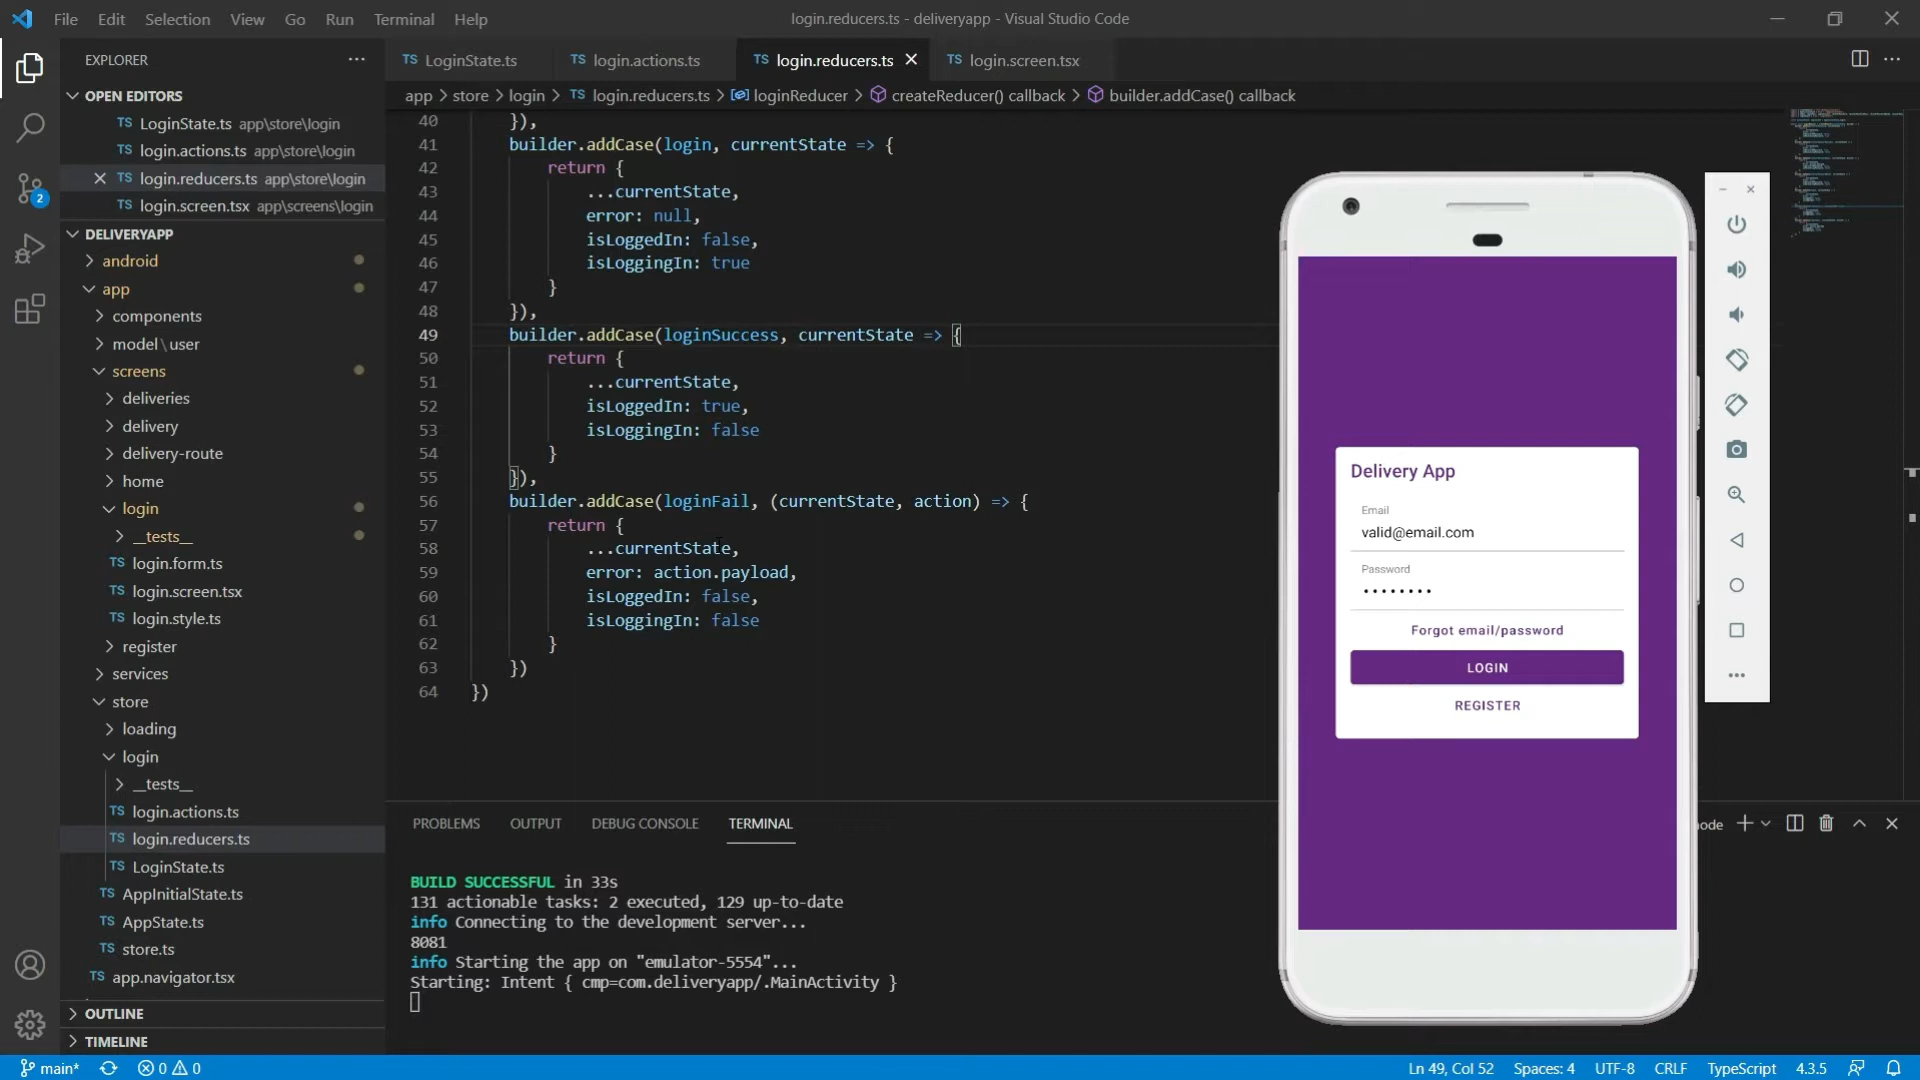 File Edit Selection View Go Run Terminal Help
login.reducers.ts - deliveryapp - Visual Studio Code
EXPLORER
OPEN EDITORS
TS LoginState.ts app\store\login
TS login.actions.ts app\store\login
TS login.reducers.ts app\store\login
TS login.screen.tsx app\screens\login
DELIVERYAPP
android
app
components
model\user
screens
deliveries
delivery
delivery-route
home
login
__tests__
TS login.form.ts
TS login.screen.tsx
TS login.style.ts
register
services
store
loading
login
__tests__
TS login.actions.ts
TS login.reducers.ts
TS LoginState.ts
TS AppInitialState.ts
TS AppState.ts
TS store.ts
TS app.navigator.tsx
OUTLINE
TIMELINE
2
TS LoginState.ts TS login.actions.ts TS login.reducers.ts TS login.screen.tsx
app > store > login > TS login.reducers.ts > loginReducer > createReducer() callback > builder.addCase() callback
40 }),
41 builder.addCase(login, currentState => {
42 return {
43 ...currentState,
44 error: null,
45 isLoggedIn: false,
46 isLoggingIn: true
47 }
48 }),
49 builder.addCase(loginSuccess, currentState => {
50 return {
51 ...currentState,
52 isLoggedIn: true,
53 isLoggingIn: false
54 }
55 }),
56 builder.addCase(loginFail, (currentState, action) => {
57 return {
58 ...currentState,
59 error: action.payload,
60 isLoggedIn: false,
61 isLoggingIn: false
62 }
63 })
64 })
Delivery App
Email
valid@email.com
Password
••••••••
Forgot email/password
LOGIN
REGISTER
PROBLEMS OUTPUT DEBUG CONSOLE TERMINAL
BUILD SUCCESSFUL in 33s
131 actionable tasks: 2 executed, 129 up-to-date
info Connecting to the development server...
8081
info Starting the app on "emulator-5554"...
Starting: Intent { cmp=com.deliveryapp/.MainActivity }
main* 0 0
Ln 49, Col 52 Spaces: 4 UTF-8 CRLF TypeScript 4.3.5